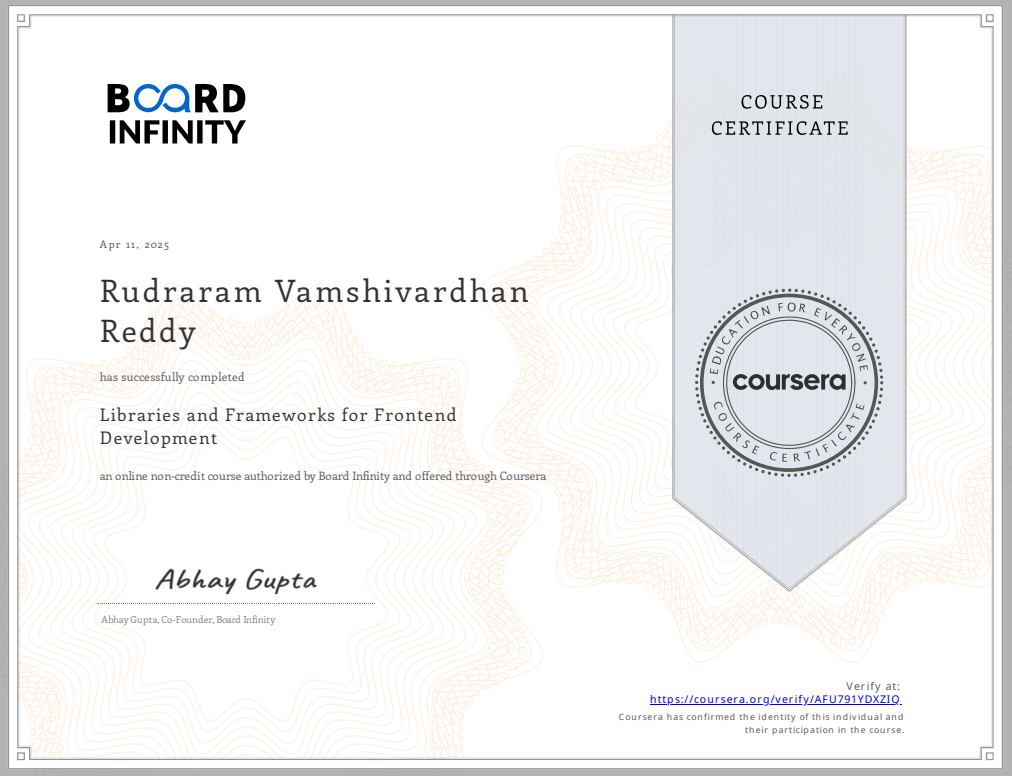 BOARD
INFINITY
COURSE
CERTIFICATE
Apr 11, 2025
Rudraram Vamshivardhan
Reddy
has successfully completed
Libraries and Frameworks for Frontend
Development
an online non-credit course authorized by Board Infinity and offered through Coursera
EDUCATION FOR EVERYONE
coursera
COURSE CERTIFICATE
Abhay Gupta
Abhay Gupta, Co-Founder, Board Infinity
Verify at:
https://coursera.org/verify/AFU791YDXZIQ
Coursera has confirmed the identity of this individual and
their participation in the course.